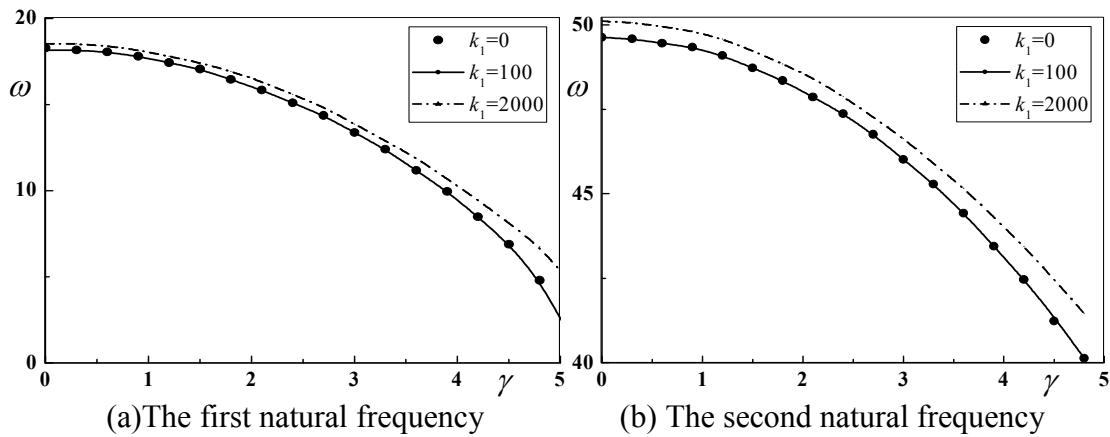 20
k₁=0
k₁=100
k₁=2000
ω
10
0
0 1 2 3 4 γ 5
(a)The first natural frequency
50
k₁=0
k₁=100
k₁=2000
ω
45
40
0 1 2 3 4 γ 5
(b) The second natural frequency